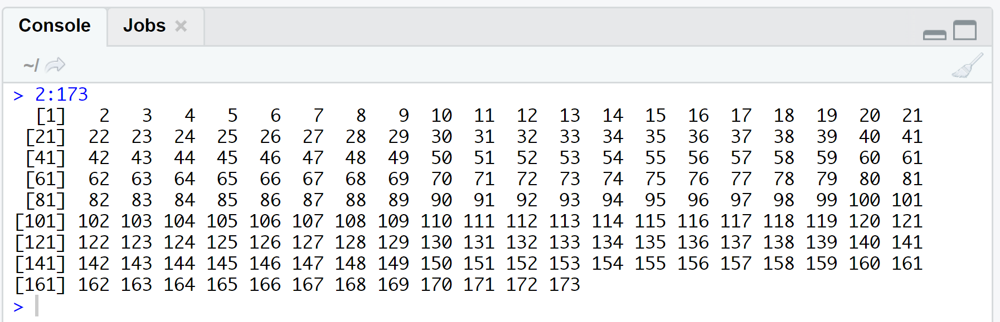 Console Jobs
~/
> 2:173
[1] 2 3 4 5 6 7 8 9 10 11 12 13 14 15 16 17 18 19 20 21
[21] 22 23 24 25 26 27 28 29 30 31 32 33 34 35 36 37 38 39 40 41
[41] 42 43 44 45 46 47 48 49 50 51 52 53 54 55 56 57 58 59 60 61
[61] 62 63 64 65 66 67 68 69 70 71 72 73 74 75 76 77 78 79 80 81
[81] 82 83 84 85 86 87 88 89 90 91 92 93 94 95 96 97 98 99 100 101
[101] 102 103 104 105 106 107 108 109 110 111 112 113 114 115 116 117 118 119 120 121
[121] 122 123 124 125 126 127 128 129 130 131 132 133 134 135 136 137 138 139 140 141
[141] 142 143 144 145 146 147 148 149 150 151 152 153 154 155 156 157 158 159 160 161
[161] 162 163 164 165 166 167 168 169 170 171 172 173
>